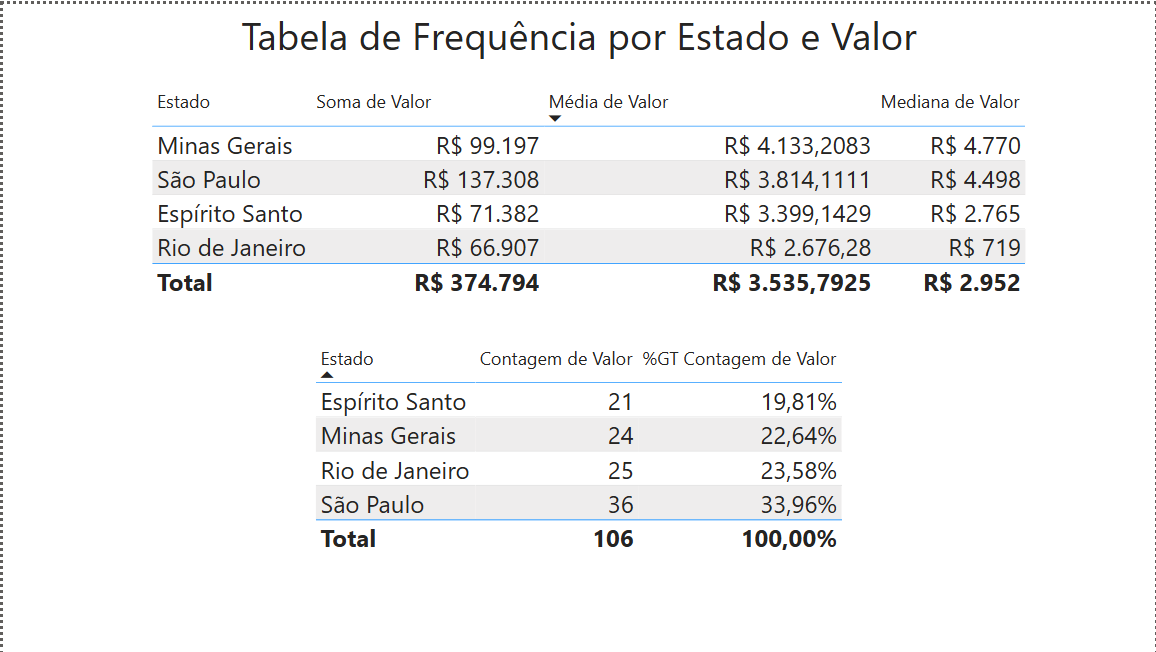 Tabela de Frequência por Estado e Valor
Estado Soma de Valor Média de Valor Mediana de Valor
Minas Gerais R$ 99.197 R$ 4.133,2083 R$ 4.770
São Paulo R$ 137.308 R$ 3.814,1111 R$ 4.498
Espírito Santo R$ 71.382 R$ 3.399,1429 R$ 2.765
Rio de Janeiro R$ 66.907 R$ 2.676,28 R$ 719
Total R$ 374.794 R$ 3.535,7925 R$ 2.952
Estado Contagem de Valor %GT Contagem de Valor
Espírito Santo 21 19,81%
Minas Gerais 24 22,64%
Rio de Janeiro 25 23,58%
São Paulo 36 33,96%
Total 106 100,00%